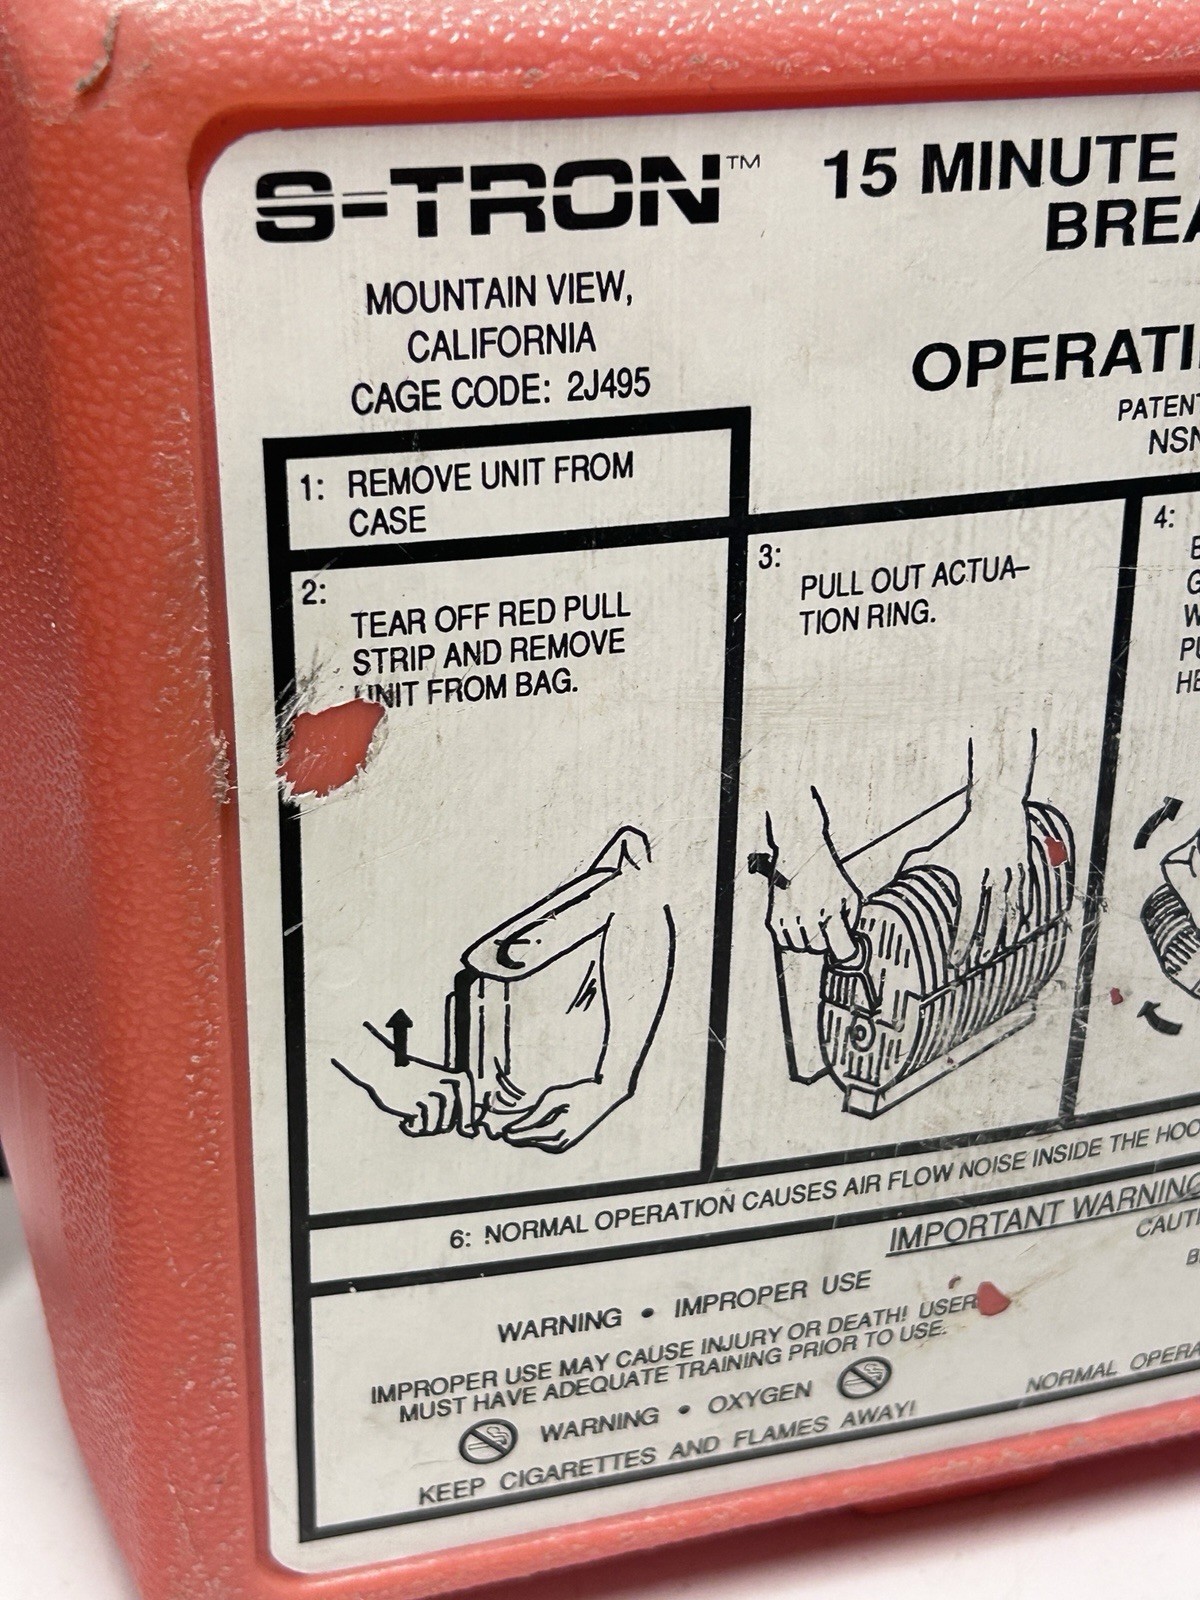 S-TRON™
MOUNTAIN VIEW,
CALIFORNIA
CAGE CODE: 2J495
15 MINUTE
BREA
OPERATI
PATENT
NSN
1: REMOVE UNIT FROM
CASE
2:
TEAR OFF RED PULL
STRIP AND REMOVE
UNIT FROM BAG.
3:
PULL OUT ACTUA-
TION RING.
4:
6: NORMAL OPERATION CAUSES AIR FLOW NOISE INSIDE THE HOO
IMPORTANT WARNING
WARNING • IMPROPER USE
IMPROPER USE MAY CAUSE INJURY OR DEATH! USER
MUST HAVE ADEQUATE TRAINING PRIOR TO USE.
WARNING • OXYGEN
KEEP CIGARETTES AND FLAMES AWAY!
CAUTI
NORMAL OPERA